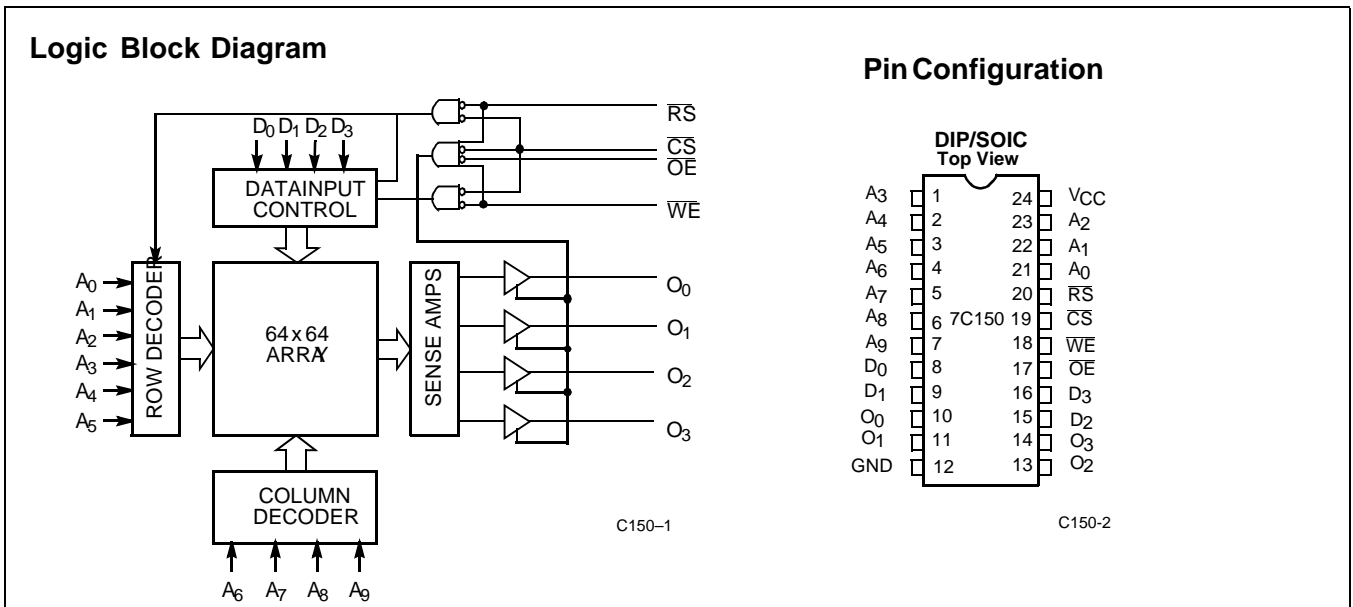 Logic Block Diagram
D0 D1 D2 D3
DATAINPUT
CONTROL
RS
CS
OE
WE
A0
A1
A2
A3
A4
A5
ROW DECODER
64x64
ARRAY
SENSE AMPS
O0
O1
O2
O3
COLUMN
DECODER
A6 A7 A8 A9
C150–1
Pin Configuration
DIP/SOIC
Top View
A3 1 24 VCC
A4 2 23 A2
A5 3 22 A1
A6 4 21 A0
A7 5 20 RS
A8 6 7C150 19 CS
A9 7 18 WE
D0 8 17 OE
D1 9 16 D3
O0 10 15 D2
O1 11 14 O3
GND 12 13 O2
C150-2